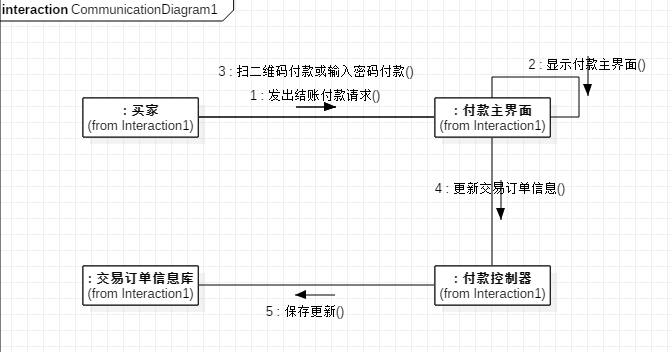 interaction CommunicationDiagram1
2 : 显示付款主界面()
3 : 扫二维码付款或输入密码付款()
1 : 发出结账付款请求()
: 买家
(from Interaction1)
: 付款主界面
(from Interaction1)
4 : 更新交易订单信息()
: 交易订单信息库
(from Interaction1)
: 付款控制器
(from Interaction1)
5 : 保存更新()